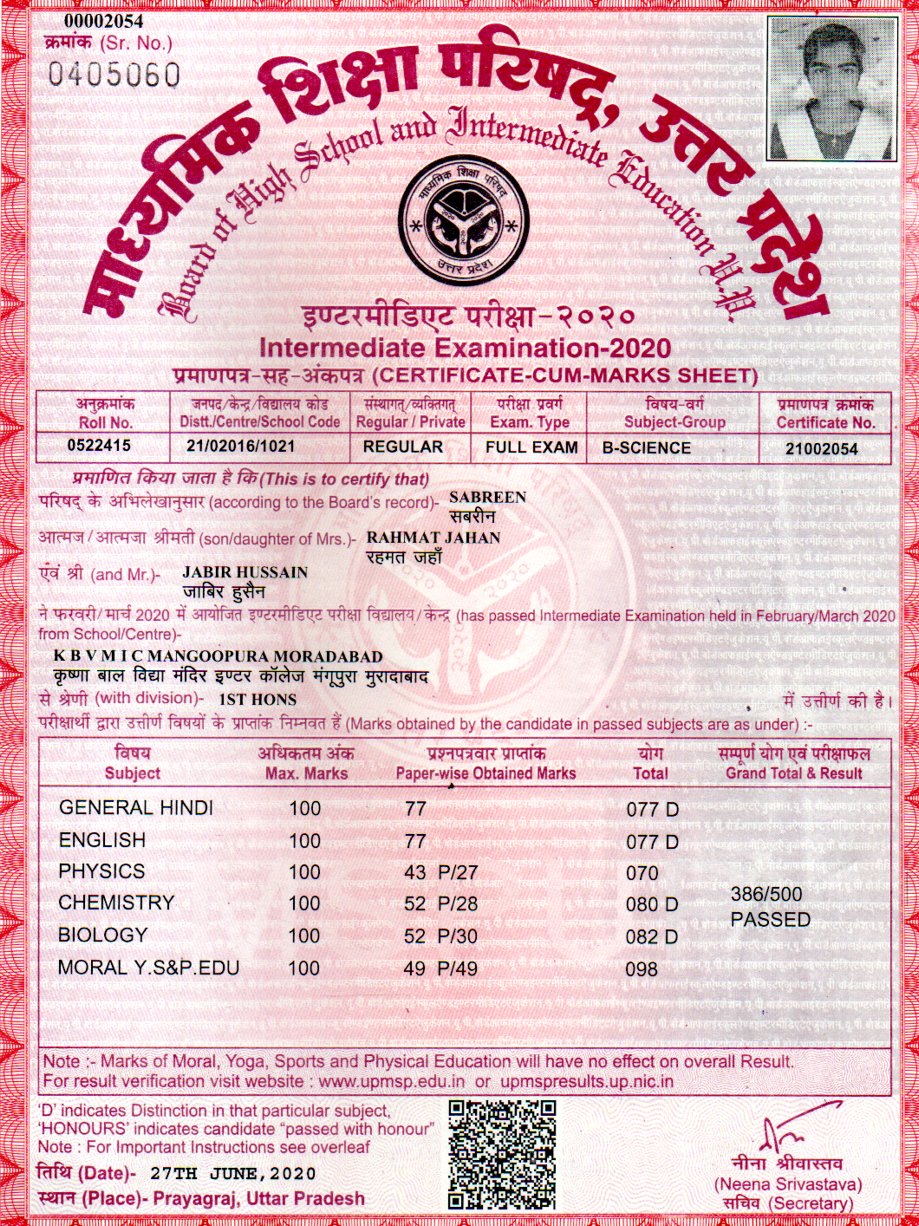 00002054
क्रमांक (Sr. No.)
0405060
माध्यमिक शिक्षा परिषद्, उत्तर प्रदेश
Board of High School and Intermediate Education U.P.
माध्यमिक शिक्षा परिषद्
उत्तर प्रदेश
इण्टरमीडिएट परीक्षा-२०२०
Intermediate Examination-2020
प्रमाणपत्र-सह-अंकपत्र (CERTIFICATE-CUM-MARKS SHEET)
अनुक्रमांक जनपद/केन्द्र/विद्यालय कोड संस्थागत्/व्यक्तिगत् परीक्षा प्रवर्ग विषय-वर्ग प्रमाणपत्र क्रमांक
Roll No. Distt./Centre/School Code Regular / Private Exam. Type Subject-Group Certificate No.
0522415 21/02016/1021 REGULAR FULL EXAM B-SCIENCE 21002054
प्रमाणित किया जाता है कि (This is to certify that)
परिषद् के अभिलेखानुसार (according to the Board's record)- SABREEN
सबरीन
आत्मज/आत्मजा श्रीमती (son/daughter of Mrs.)- RAHMAT JAHAN
रहमत जहाँ
एंवं श्री (and Mr.)- JABIR HUSSAIN
जाबिर हुसैन
ने फरवरी/मार्च 2020 में आयोजित इण्टरमीडिएट परीक्षा विद्यालय/केन्द्र (has passed Intermediate Examination held in February/March 2020
from School/Centre)-
K B V M I C MANGOOPURA MORADABAD
कृष्णा बाल विद्या मंदिर इण्टर कॉलेज मंगूपुरा मुरादाबाद
से श्रेणी (with division)- 1ST HONS में उत्तीर्ण की है।
परीक्षार्थी द्वारा उत्तीर्ण विषयों के प्राप्तांक निम्नवत हैं (Marks obtained by the candidate in passed subjects are as under) :-
विषय अधिकतम अंक प्रश्नपत्रवार प्राप्तांक योग सम्पूर्ण योग एवं परीक्षाफल
Subject Max. Marks Paper-wise Obtained Marks Total Grand Total & Result
GENERAL HINDI 100 77 077 D
ENGLISH 100 77 077 D
PHYSICS 100 43 P/27 070
386/500
CHEMISTRY 100 52 P/28 080 D
PASSED
BIOLOGY 100 52 P/30 082 D
MORAL Y.S&P.EDU 100 49 P/49 098
Note :- Marks of Moral, Yoga, Sports and Physical Education will have no effect on overall Result.
For result verification visit website : www.upmsp.edu.in or upmspresults.up.nic.in
'D' indicates Distinction in that particular subject,
'HONOURS' indicates candidate "passed with honour"
Note : For Important Instructions see overleaf
तिथि (Date)- 27TH JUNE,2020
स्थान (Place)- Prayagraj, Uttar Pradesh
नीना श्रीवास्तव
(Neena Srivastava)
सचिव (Secretary)